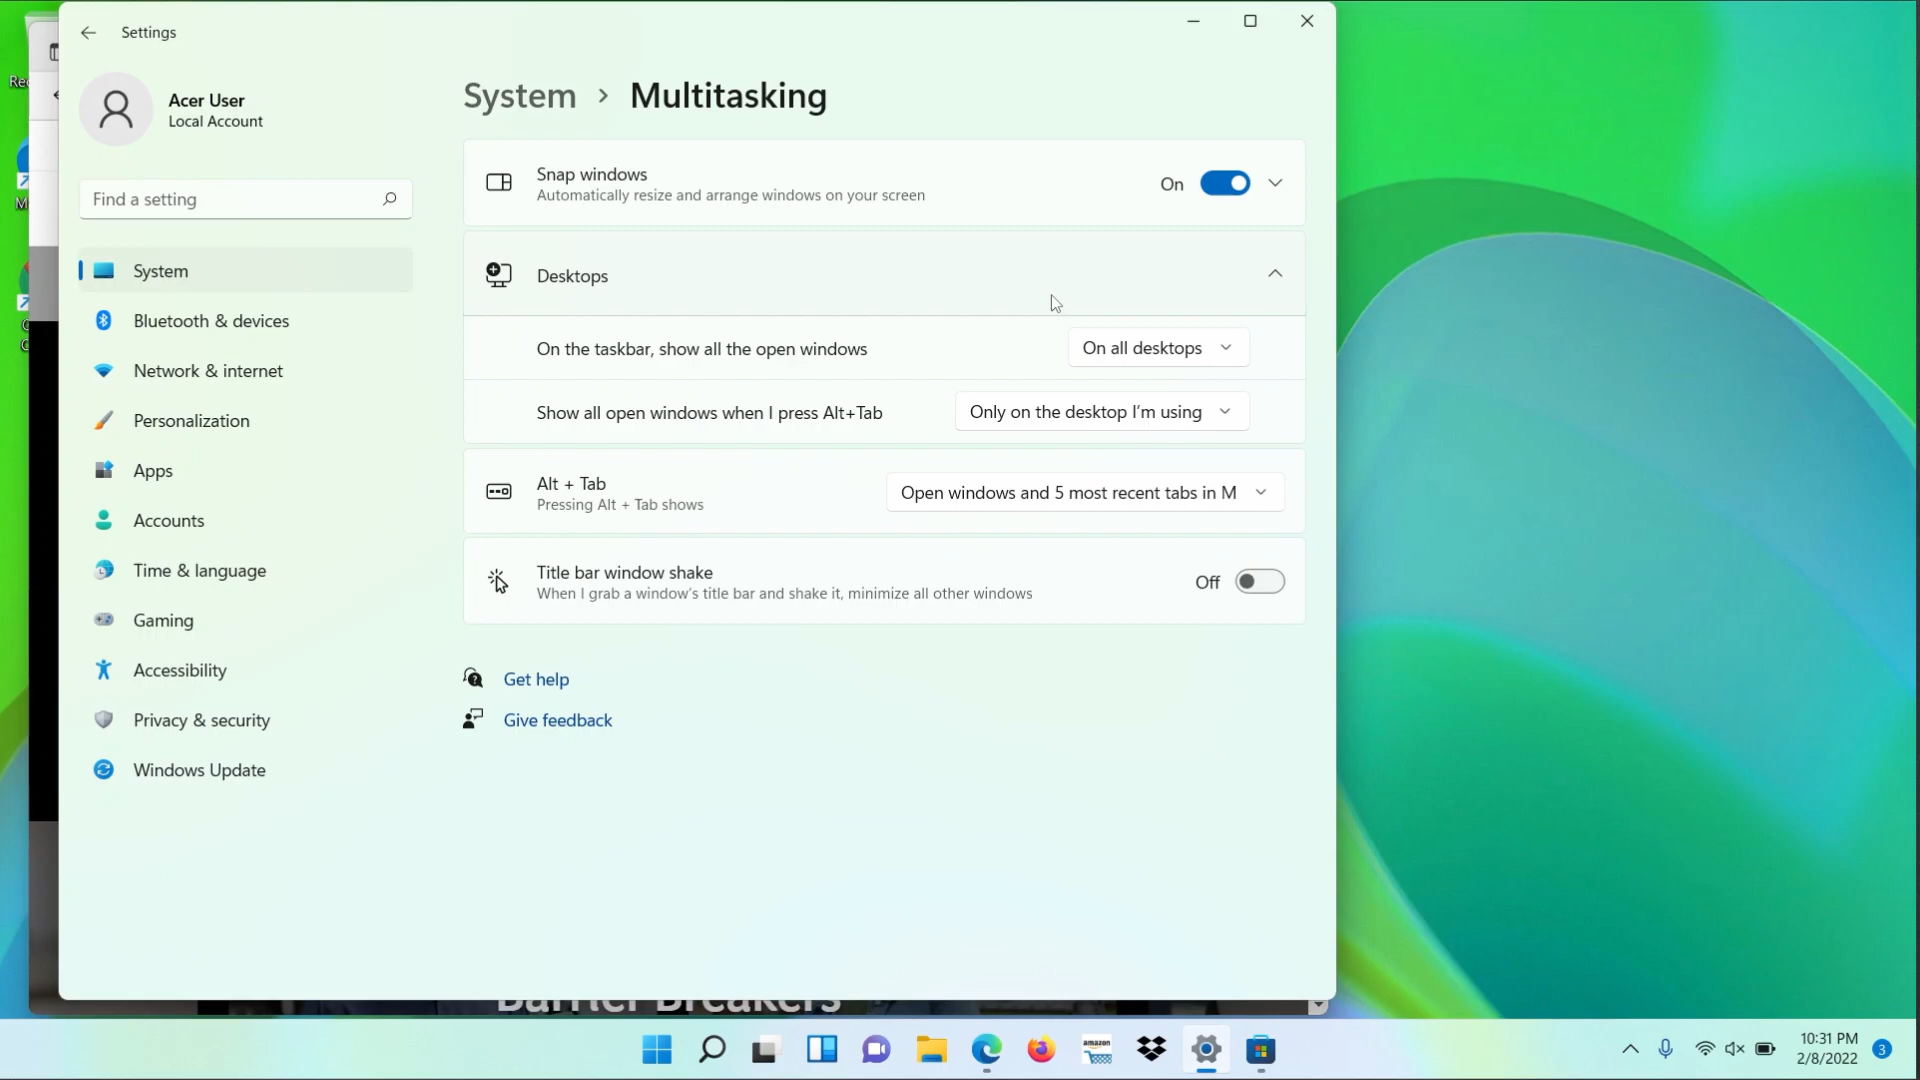 Settings
Acer User
Local Account
Find a setting
System
Bluetooth & devices
Network & internet
Personalization
Apps
Accounts
Time & language
Gaming
Accessibility
Privacy & security
Windows Update
System > Multitasking
Snap windows
Automatically resize and arrange windows on your screen
On
Desktops
On the taskbar, show all the open windows
On all desktops
Show all open windows when I press Alt+Tab
Only on the desktop I'm using
Alt + Tab
Pressing Alt + Tab shows
Open windows and 5 most recent tabs in M
Title bar window shake
When I grab a window's title bar and shake it, minimize all other windows
Off
Get help
Give feedback
Barrier Breakers
amazon
10:31 PM
2/8/2022
3